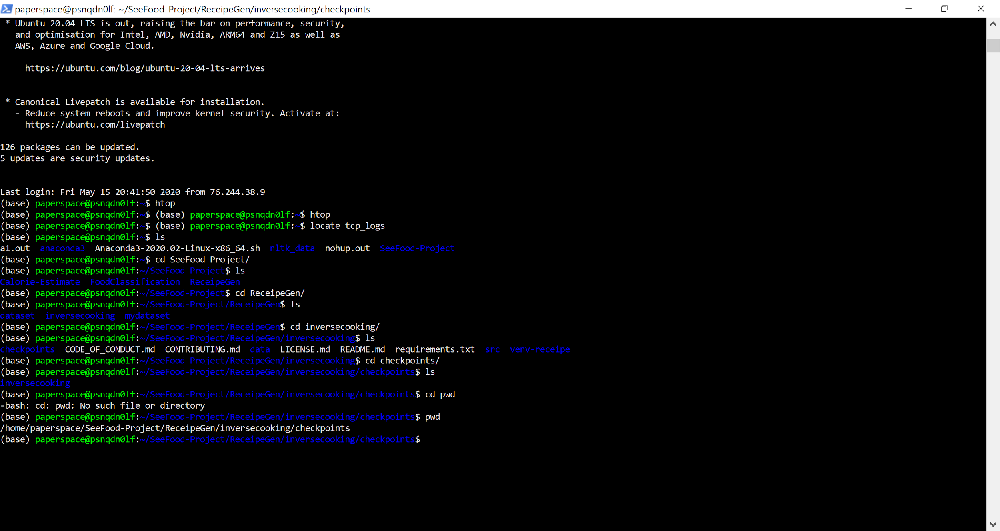 paperspace@psnqdn0lf: ~/SeeFood-Project/ReceipeGen/inversecooking/checkpoints
* Ubuntu 20.04 LTS is out, raising the bar on performance, security,
and optimisation for Intel, AMD, Nvidia, ARM64 and Z15 as well as
AWS, Azure and Google Cloud.
https://ubuntu.com/blog/ubuntu-20-04-lts-arrives
* Canonical Livepatch is available for installation.
- Reduce system reboots and improve kernel security. Activate at:
https://ubuntu.com/livepatch
126 packages can be updated.
5 updates are security updates.
Last login: Fri May 15 20:41:50 2020 from 76.244.38.9
(base) paperspace@psnqdn0lf:~$ htop
(base) paperspace@psnqdn0lf:~$ (base) paperspace@psnqdn0lf:~$ htop
(base) paperspace@psnqdn0lf:~$ (base) paperspace@psnqdn0lf:~$ locate tcp_logs
(base) paperspace@psnqdn0lf:~$ ls
a1.out  anaconda3  Anaconda3-2020.02-Linux-x86_64.sh  nltk_data  nohup.out  SeeFood-Project
(base) paperspace@psnqdn0lf:~$ cd SeeFood-Project/
(base) paperspace@psnqdn0lf:~/SeeFood-Project$ ls
Calorie-Estimate  FoodClassification  ReceipeGen
(base) paperspace@psnqdn0lf:~/SeeFood-Project$ cd ReceipeGen/
(base) paperspace@psnqdn0lf:~/SeeFood-Project/ReceipeGen$ ls
dataset  inversecooking  mydataset
(base) paperspace@psnqdn0lf:~/SeeFood-Project/ReceipeGen$ cd inversecooking/
(base) paperspace@psnqdn0lf:~/SeeFood-Project/ReceipeGen/inversecooking$ ls
checkpoints  CODE_OF_CONDUCT.md  CONTRIBUTING.md  data  LICENSE.md  README.md  requirements.txt  src  venv-receipe
(base) paperspace@psnqdn0lf:~/SeeFood-Project/ReceipeGen/inversecooking$ cd checkpoints/
(base) paperspace@psnqdn0lf:~/SeeFood-Project/ReceipeGen/inversecooking/checkpoints$ ls
inversecooking
(base) paperspace@psnqdn0lf:~/SeeFood-Project/ReceipeGen/inversecooking/checkpoints$ cd pwd
-bash: cd: pwd: No such file or directory
(base) paperspace@psnqdn0lf:~/SeeFood-Project/ReceipeGen/inversecooking/checkpoints$ pwd
/home/paperspace/SeeFood-Project/ReceipeGen/inversecooking/checkpoints
(base) paperspace@psnqdn0lf:~/SeeFood-Project/ReceipeGen/inversecooking/checkpoints$